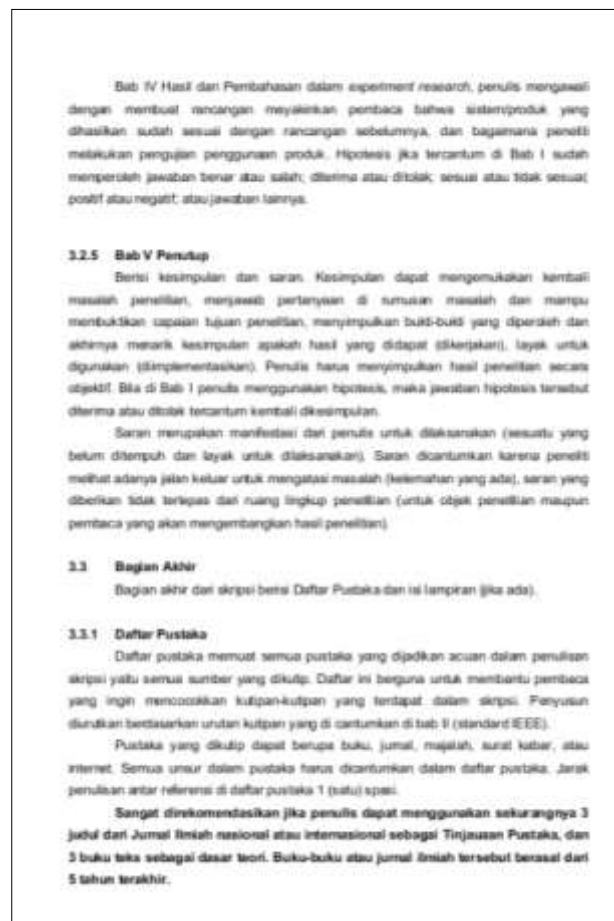 Bab IV Hasil dan Pembahasan dalam experiment research, penulis mengawali
dengan membuat rancangan meyakinkan pembaca bahwa sistem/produk yang
dihasilkan sudah sesuai dengan rancangan sebelumnya, dan bagaimana peneliti
melakukan pengujian penggunaan produk. Hipotesis jika tercantum di Bab I sudah
memperoleh jawaban benar atau salah; diterima atau ditolak; sesuai atau tidak sesuai;
positif atau negatif; atau jawaban lainnya.
3.2.5 Bab V Penutup
Berisi kesimpulan dan saran. Kesimpulan dapat mengemukakan kembali
masalah penelitian, menjawab pertanyaan di rumusan masalah dan mampu
membuktikan capaian tujuan penelitian, menyimpulkan bukti-bukti yang diperoleh dan
akhirnya menarik kesimpulan apakah hasil yang didapat (dikerjakan), layak untuk
digunakan (diimplementasikan). Penulis harus menyimpulkan hasil penelitian secara
objektif. Bila di Bab I penulis menggunakan hipotesis, maka jawaban hipotesis tersebut
diterima atau ditolak tercantum kembali dikesimpulan.
Saran merupakan manifestasi dari penulis untuk dilaksanakan (sesuatu yang
belum ditempuh dan layak untuk dilaksanakan). Saran dicantumkan karena peneliti
melihat adanya jalan keluar untuk mengatasi masalah (kelemahan yang ada), saran yang
diberikan tidak terlepas dari ruang lingkup penelitian (untuk objek penelitian maupun
pembaca yang akan mengembangkan hasil penelitian).
3.3 Bagian Akhir
Bagian akhir dari skripsi berisi Daftar Pustaka dan isi lampiran (jika ada).
3.3.1 Daftar Pustaka
Daftar pustaka memuat semua pustaka yang dijadikan acuan dalam penulisan
skripsi yaitu semua sumber yang dikutip. Daftar ini berguna untuk membantu pembaca
yang ingin mencocokkan kutipan-kutipan yang terdapat dalam skripsi. Penyusun
diurutkan berdasarkan urutan kutipan yang di cantumkan di bab II (standard IEEE).
Pustaka yang dikutip dapat berupa buku, jurnal, majalah, surat kabar, atau
internet. Semua unsur dalam pustaka harus dicantumkan dalam daftar pustaka. Jarak
penulisan antar referensi di daftar pustaka 1 (satu) spasi.
Sangat direkomendasikan jika penulis dapat menggunakan sekurangnya 3
judul dari Jurnal Ilmiah nasional atau internasional sebagai Tinjauan Pustaka, dan
3 buku teks sebagai dasar teori. Buku-buku atau jurnal ilmiah tersebut berasal dari
5 tahun terakhir.